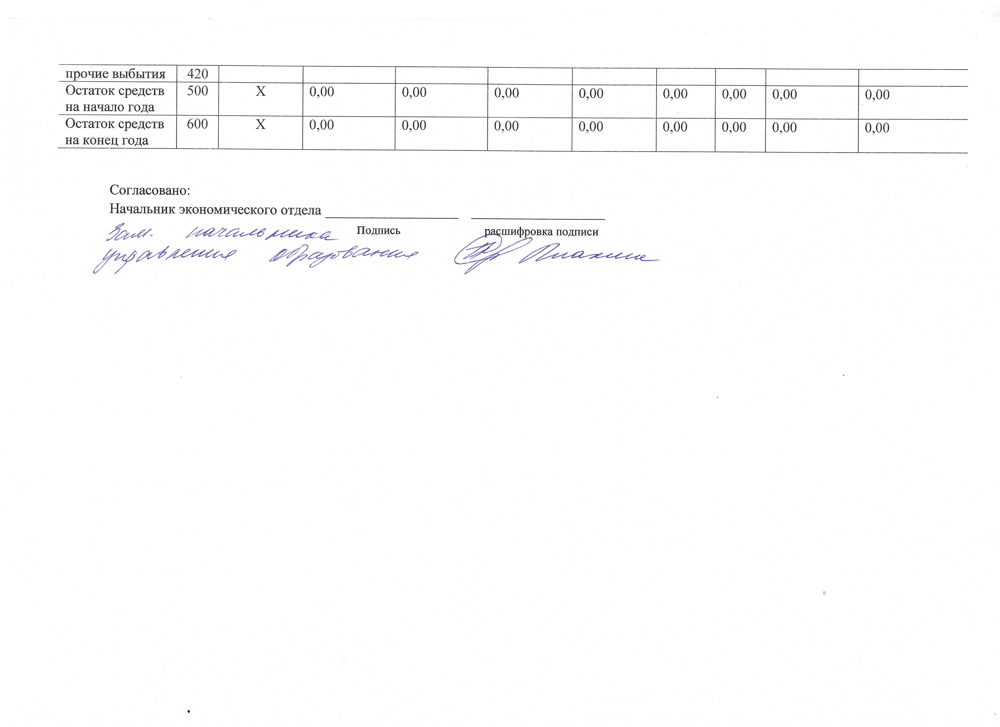 прочие выбытия 420
Остаток средств 500 X 0,00 0,00 0,00 0,00 0,00 0,00 0,00 0,00
на начало года
Остаток средств 600 X 0,00 0,00 0,00 0,00 0,00 0,00 0,00 0,00
на конец года
Согласовано:
Начальник экономического отдела
Подпись расшифровка подписи
Зам. начальника
управления образования